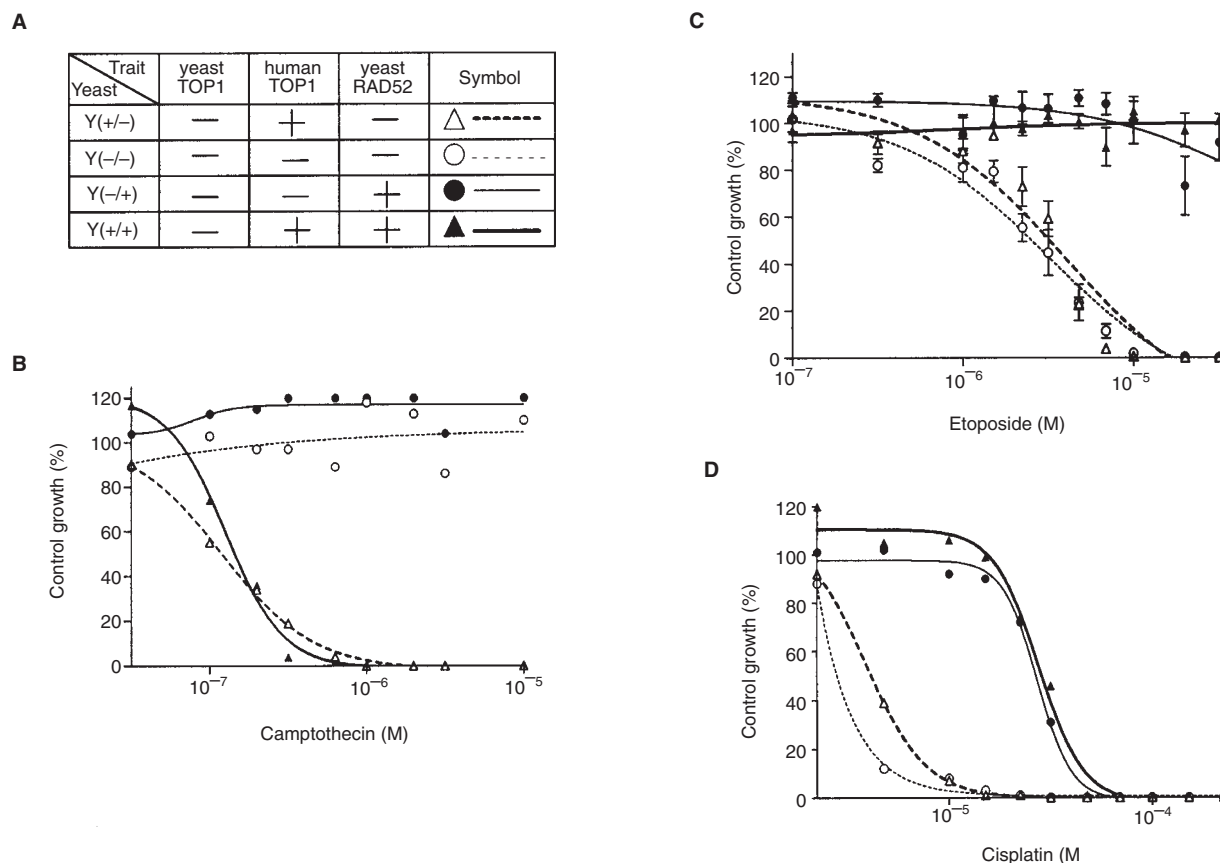 A
Trait
Yeast
yeast TOP1
human TOP1
yeast RAD52
Symbol
Y(+/–) — + —
Y(–/–) — — —
Y(–/+) — — +
Y(+/+) — + +
B
Control growth (%)
120
100
80
60
40
20
0
10⁻⁷
10⁻⁶
10⁻⁵
Camptothecin (M)
C
Control growth (%)
120
100
80
60
40
20
0
10⁻⁷
10⁻⁶
10⁻⁵
Etoposide (M)
D
Control growth (%)
120
100
80
60
40
20
0
10⁻⁵
10⁻⁴
Cisplatin (M